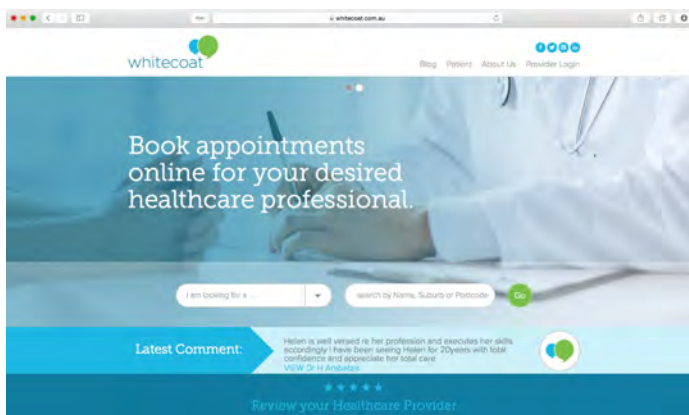 whitecoat.com.au
whitecoat
Blog Patient About Us Provider Login
Book appointments
online for your desired
healthcare professional.
I am looking for a ...
search by Name, Suburb or Postcode
Go
Latest Comment:
Helen is well versed re her profession and executes her skills
accordingly I have been seeing Helen for 20years with total
confidence and appreciate her total care
VIEW Dr H
Review your Healthcare Provider